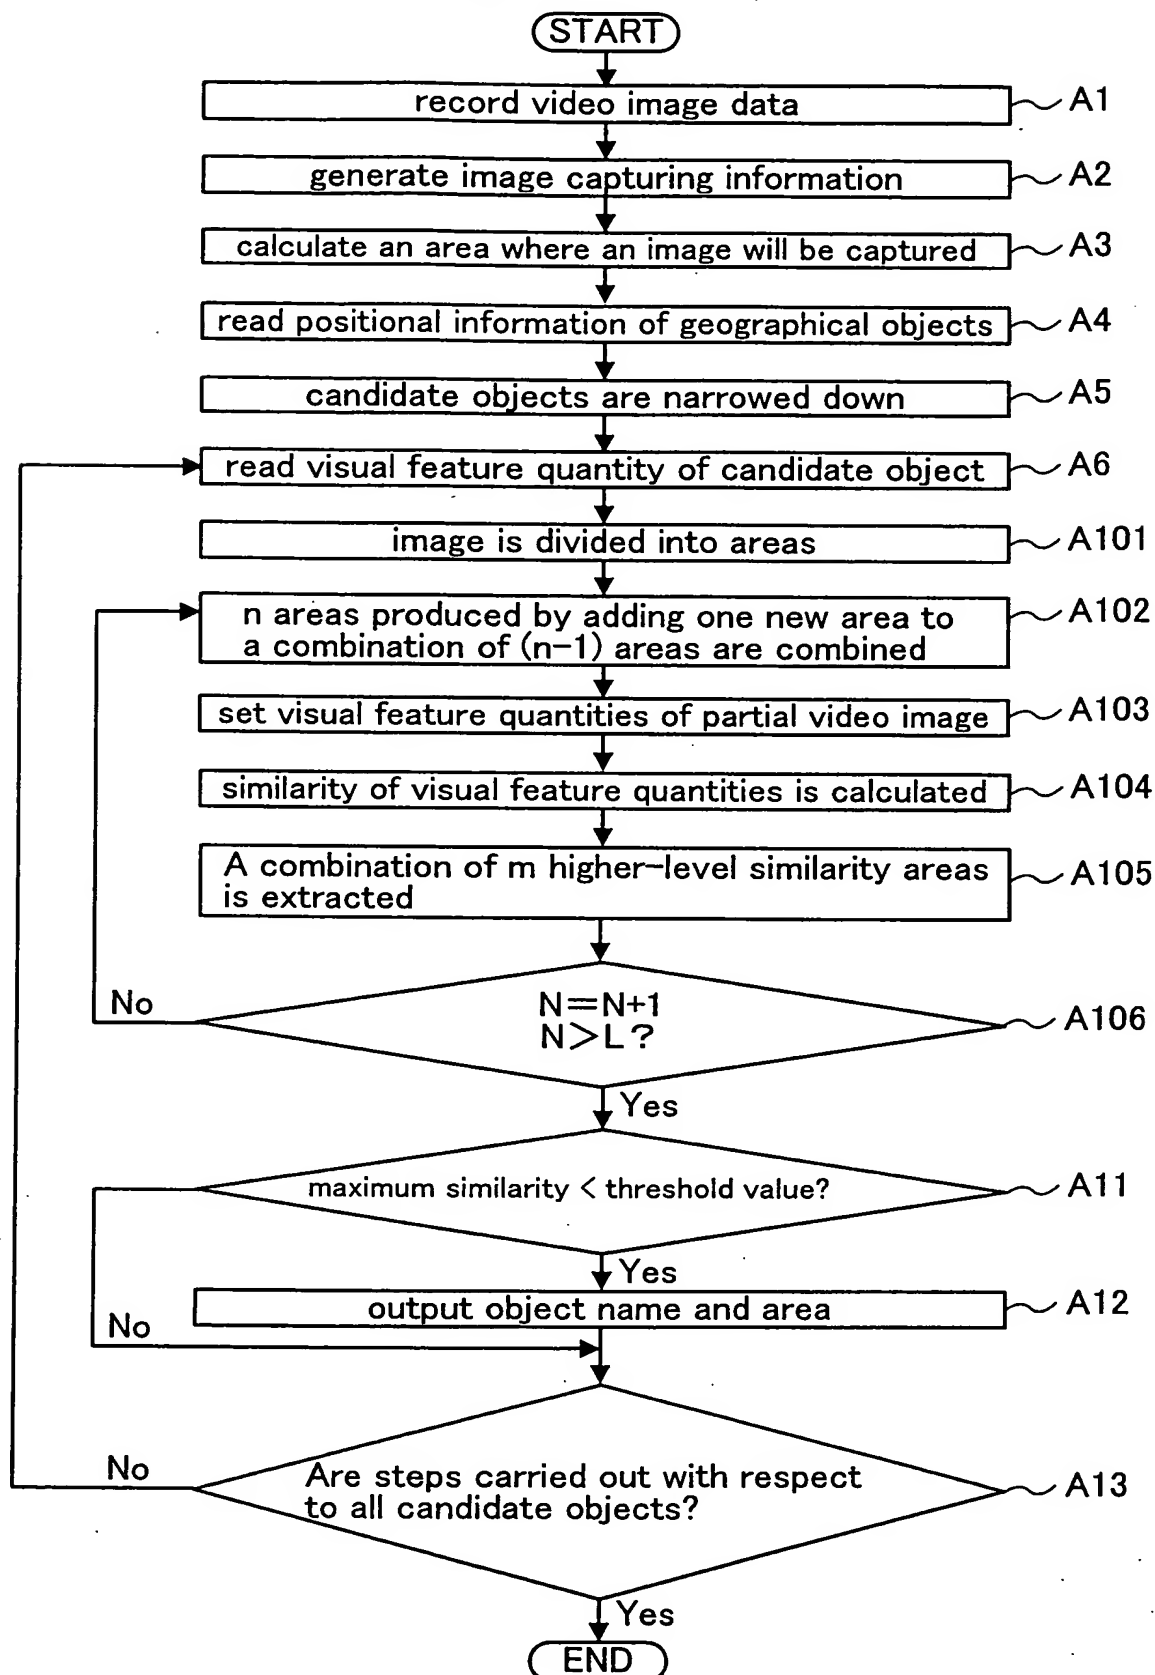 START
record video image data
A1
generate image capturing information
A2
calculate an area where an image will be captured
A3
read positional information of geographical objects
A4
candidate objects are narrowed down
A5
read visual feature quantity of candidate object
A6
image is divided into areas
A101
n areas produced by adding one new area to
a combination of (n-1) areas are combined
A102
set visual feature quantities of partial video image
A103
similarity of visual feature quantities is calculated
A104
A combination of m higher-level similarity areas
is extracted
A105
No
N=N+1
N>L?
A106
Yes
maximum similarity < threshold value?
A11
Yes
output object name and area
A12
No
No
Are steps carried out with respect
to all candidate objects?
A13
Yes
END